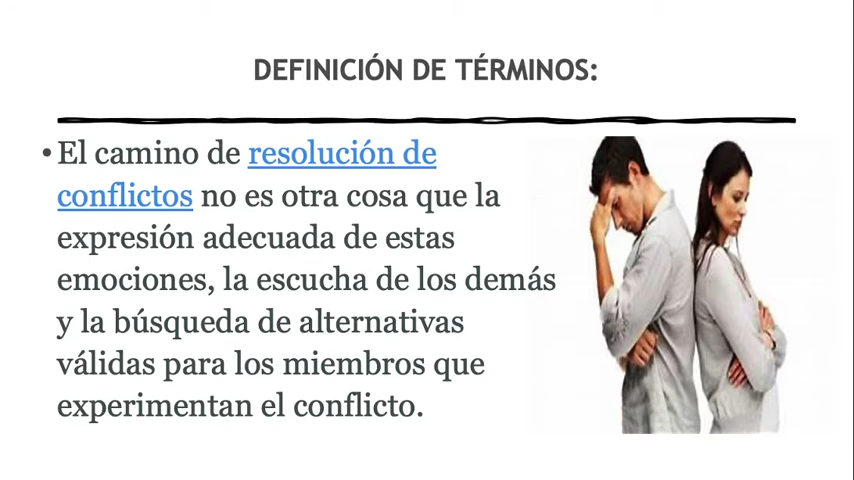 DEFINICIÓN DE TÉRMINOS:
• El camino de resolución de
conflictos no es otra cosa que la
expresión adecuada de estas
emociones, la escucha de los demás
y la búsqueda de alternativas
válidas para los miembros que
experimentan el conflicto.